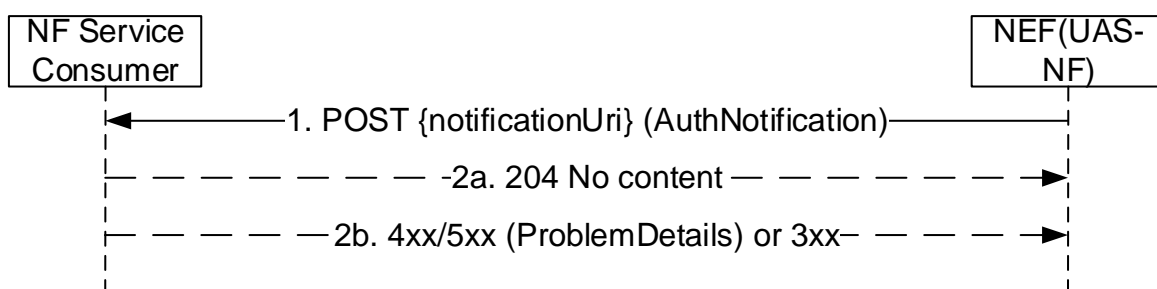 NF Service
Consumer
NEF(UAS-
NF)
1. POST {notificationUri} (AuthNotification)
2a. 204 No content
2b. 4xx/5xx (ProblemDetails) or 3xx